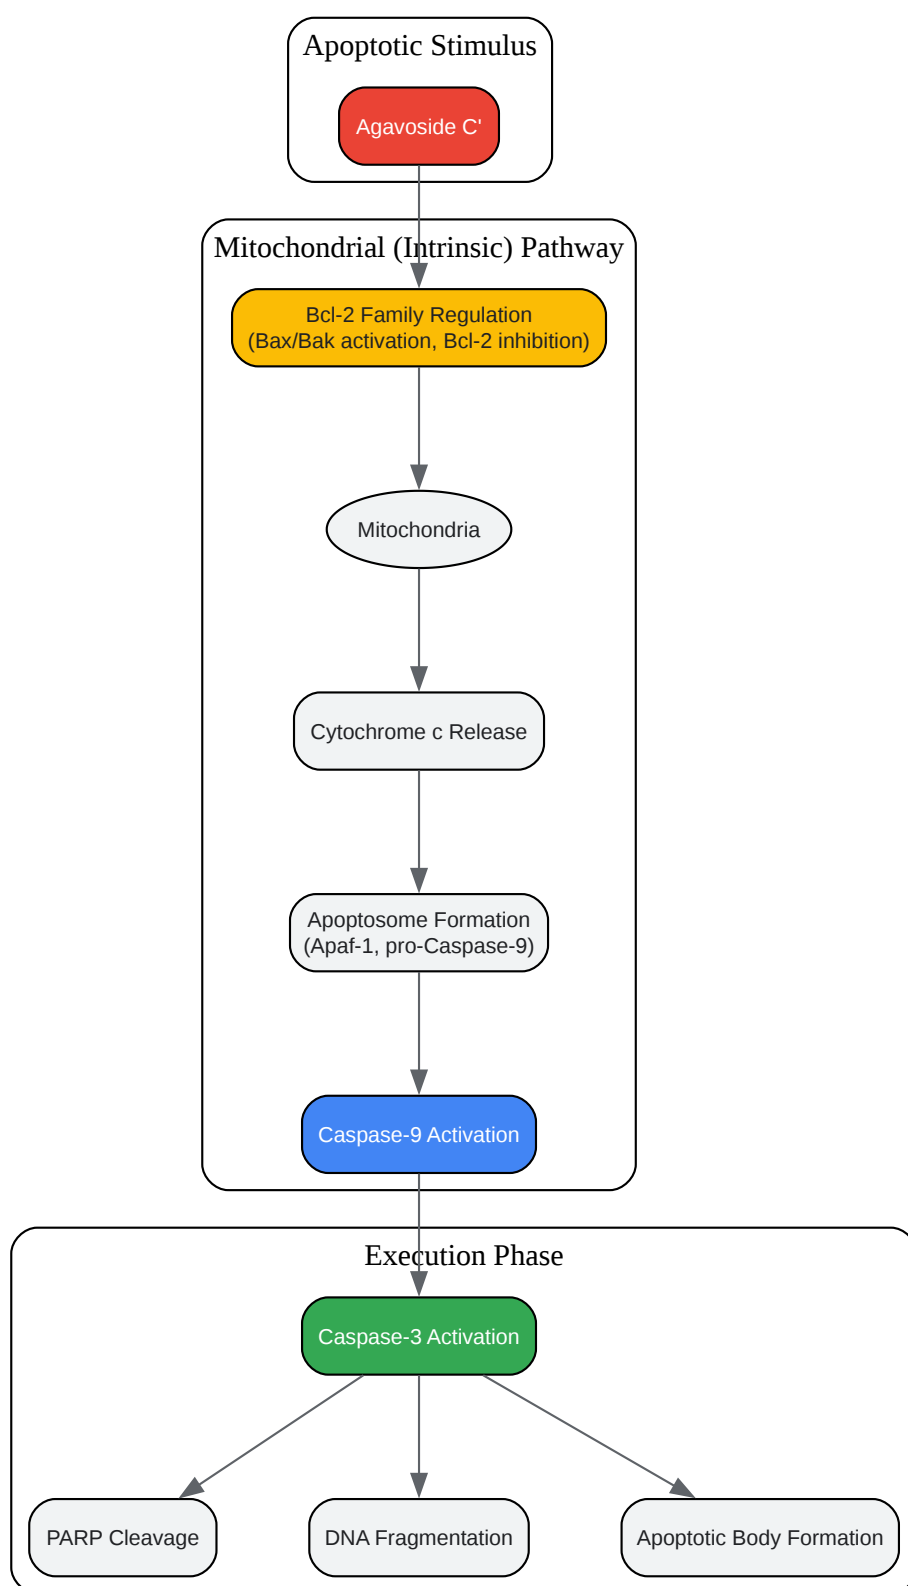 Apoptotic Stimulus
Agavoside C'
Mitochondrial (Intrinsic) Pathway
Bcl-2 Family Regulation
(Bax/Bak activation, Bcl-2 inhibition)
Mitochondria
Cytochrome c Release
Apoptosome Formation
(Apaf-1, pro-Caspase-9)
Caspase-9 Activation
Execution Phase
Caspase-3 Activation
PARP Cleavage
DNA Fragmentation
Apoptotic Body Formation